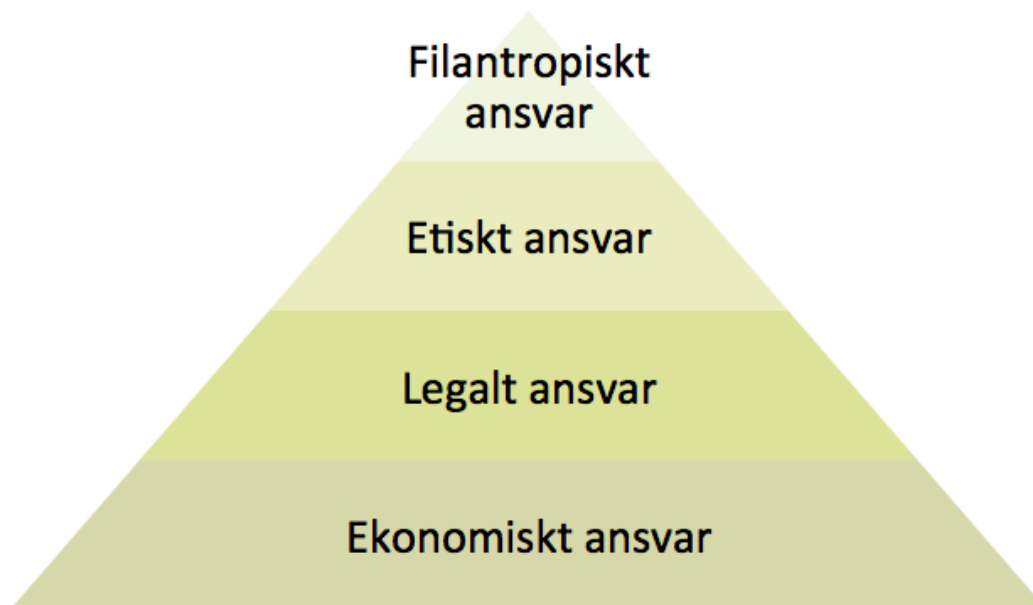 Filantropiskt
ansvar
Etiskt ansvar
Legalt ansvar
Ekonomiskt ansvar